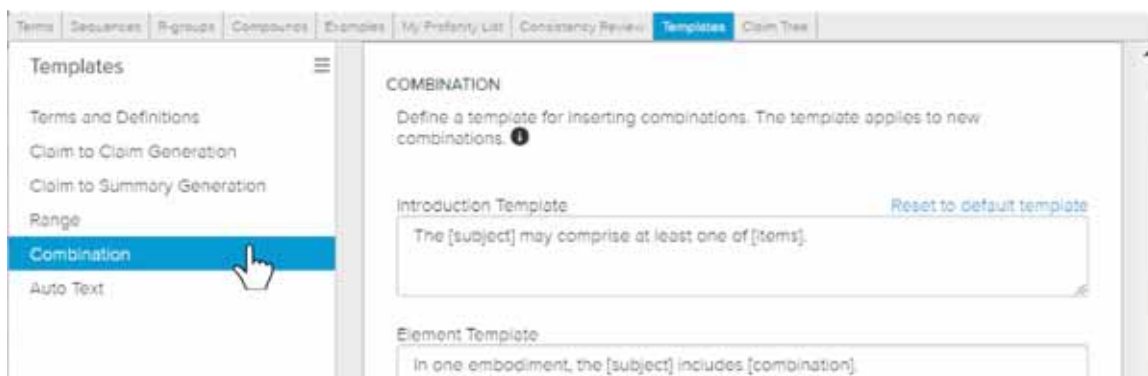 Terms Sequences R-groups Compounds Examples My Profanity List Consistency Review Templates Claim Tree
Templates
Terms and Definitions
Claim to Claim Generation
Claim to Summary Generation
Range
Combination
Auto Text
COMBINATION
Define a template for inserting combinations. The template applies to new
combinations.
Introduction Template Reset to default template
The [subject] may comprise at least one of [items].
Element Template
In one embodiment, the [subject] includes [combination].